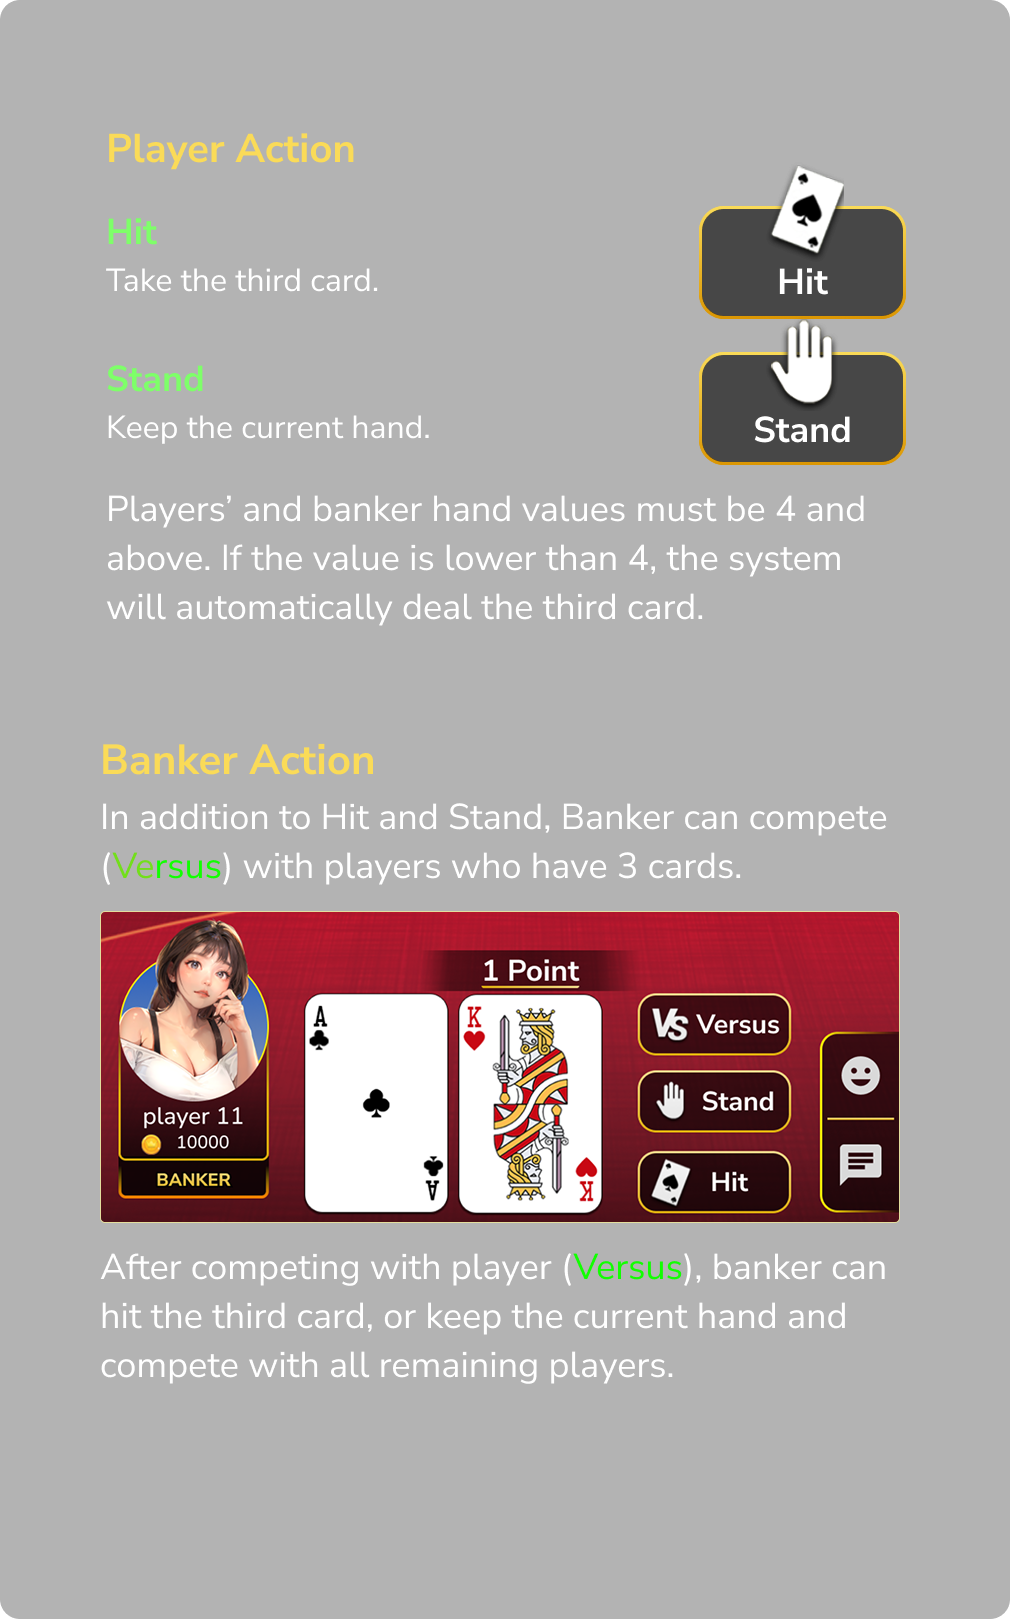 Player Action
Hit
Take the third card.
Hit
Stand
Keep the current hand.
Stand
Players’ and banker hand values must be 4 and
above. If the value is lower than 4, the system
will automatically deal the third card.
Banker Action
In addition to Hit and Stand, Banker can compete
(Versus) with players who have 3 cards.
1 Point
A
A
K
K
VS Versus
Stand
Hit
player 11
10000
BANKER
After competing with player (Versus), banker can
hit the third card, or keep the current hand and
compete with all remaining players.